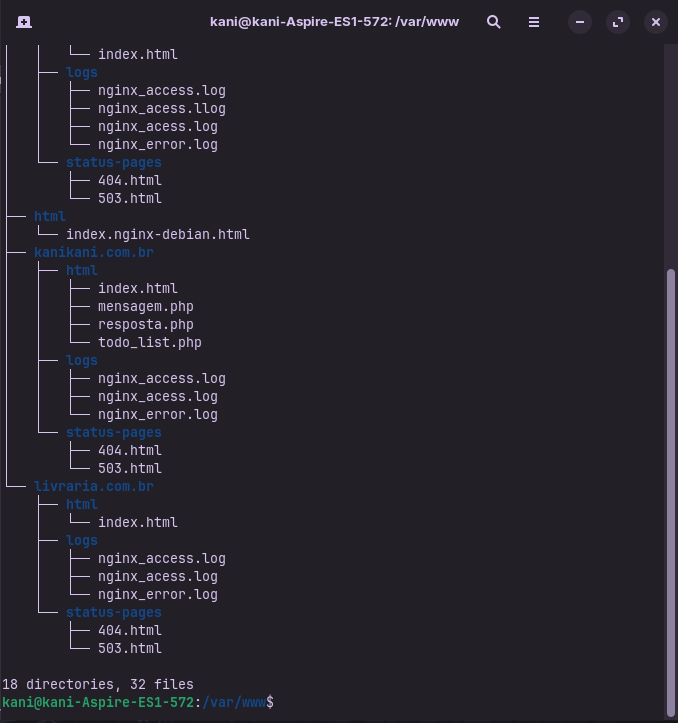 kani@kani-Aspire-ES1-572: /var/www
│   │   └── index.html
│   ├── logs
│   │   ├── nginx_access.log
│   │   ├── nginx_acess.llog
│   │   ├── nginx_acess.log
│   │   └── nginx_error.log
│   └── status-pages
│       ├── 404.html
│       └── 503.html
├── html
│   └── index.nginx-debian.html
├── kanikani.com.br
│   ├── html
│   │   ├── index.html
│   │   ├── mensagem.php
│   │   ├── resposta.php
│   │   └── todo_list.php
│   ├── logs
│   │   ├── nginx_access.log
│   │   ├── nginx_acess.log
│   │   └── nginx_error.log
│   └── status-pages
│       ├── 404.html
│       └── 503.html
└── livraria.com.br
    ├── html
    │   └── index.html
    ├── logs
    │   ├── nginx_access.log
    │   ├── nginx_acess.log
    │   └── nginx_error.log
    └── status-pages
        ├── 404.html
        └── 503.html
18 directories, 32 files
kani@kani-Aspire-ES1-572:/var/www$